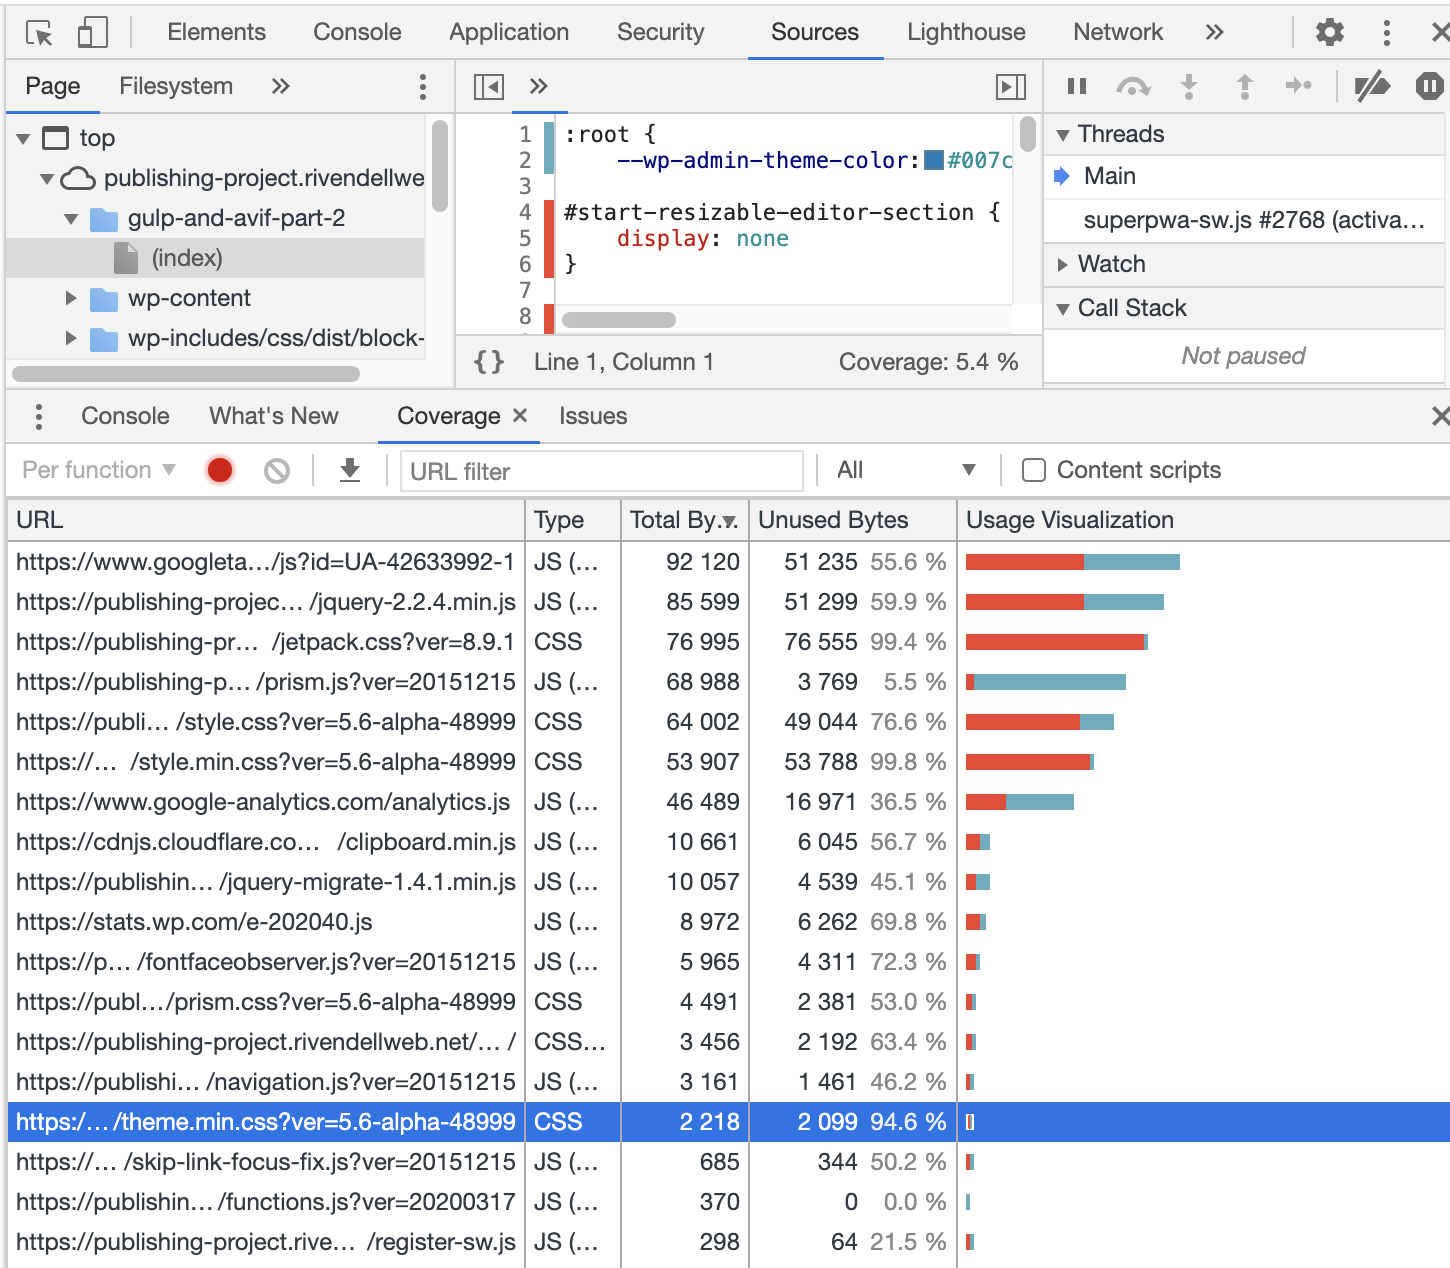 Elements Console Application Security Sources Lighthouse Network »
Page Filesystem »
»
top
publishing-project.rivendellwe
gulp-and-avif-part-2
(index)
wp-content
wp-includes/css/dist/block-
1 :root {
2 --wp-admin-theme-color: #007c
3
4 #start-resizable-editor-section {
5 display: none
6 }
7
8
{} Line 1, Column 1 Coverage: 5.4 %
Threads
Main
superpwa-sw.js #2768 (activa…
Watch
Call Stack
Not paused
Console What's New Coverage × Issues
Per function URL filter All Content scripts
URL Type Total By… Unused Bytes Usage Visualization
https://www.googleta…/js?id=UA-42633992-1 JS (… 92 120 51 235 55.6 %
https://publishing-projec… /jquery-2.2.4.min.js JS (… 85 599 51 299 59.9 %
https://publishing-pr… /jetpack.css?ver=8.9.1 CSS 76 995 76 555 99.4 %
https://publishing-p… /prism.js?ver=20151215 JS (… 68 988 3 769 5.5 %
https://publi… /style.css?ver=5.6-alpha-48999 CSS 64 002 49 044 76.6 %
https://… /style.min.css?ver=5.6-alpha-48999 CSS 53 907 53 788 99.8 %
https://www.google-analytics.com/analytics.js JS (… 46 489 16 971 36.5 %
https://cdnjs.cloudflare.co… /clipboard.min.js JS (… 10 661 6 045 56.7 %
https://publishin… /jquery-migrate-1.4.1.min.js JS (… 10 057 4 539 45.1 %
https://stats.wp.com/e-202040.js JS (… 8 972 6 262 69.8 %
https://p… /fontfaceobserver.js?ver=20151215 JS (… 5 965 4 311 72.3 %
https://publ…/prism.css?ver=5.6-alpha-48999 CSS 4 491 2 381 53.0 %
https://publishing-project.rivendellweb.net/… / CSS… 3 456 2 192 63.4 %
https://publishi… /navigation.js?ver=20151215 JS (… 3 161 1 461 46.2 %
https:/… /theme.min.css?ver=5.6-alpha-48999 CSS 2 218 2 099 94.6 %
https://… /skip-link-focus-fix.js?ver=20151215 JS (… 685 344 50.2 %
https://publishin… /functions.js?ver=20200317 JS (… 370 0 0.0 %
https://publishing-project.rive… /register-sw.js JS (… 298 64 21.5 %